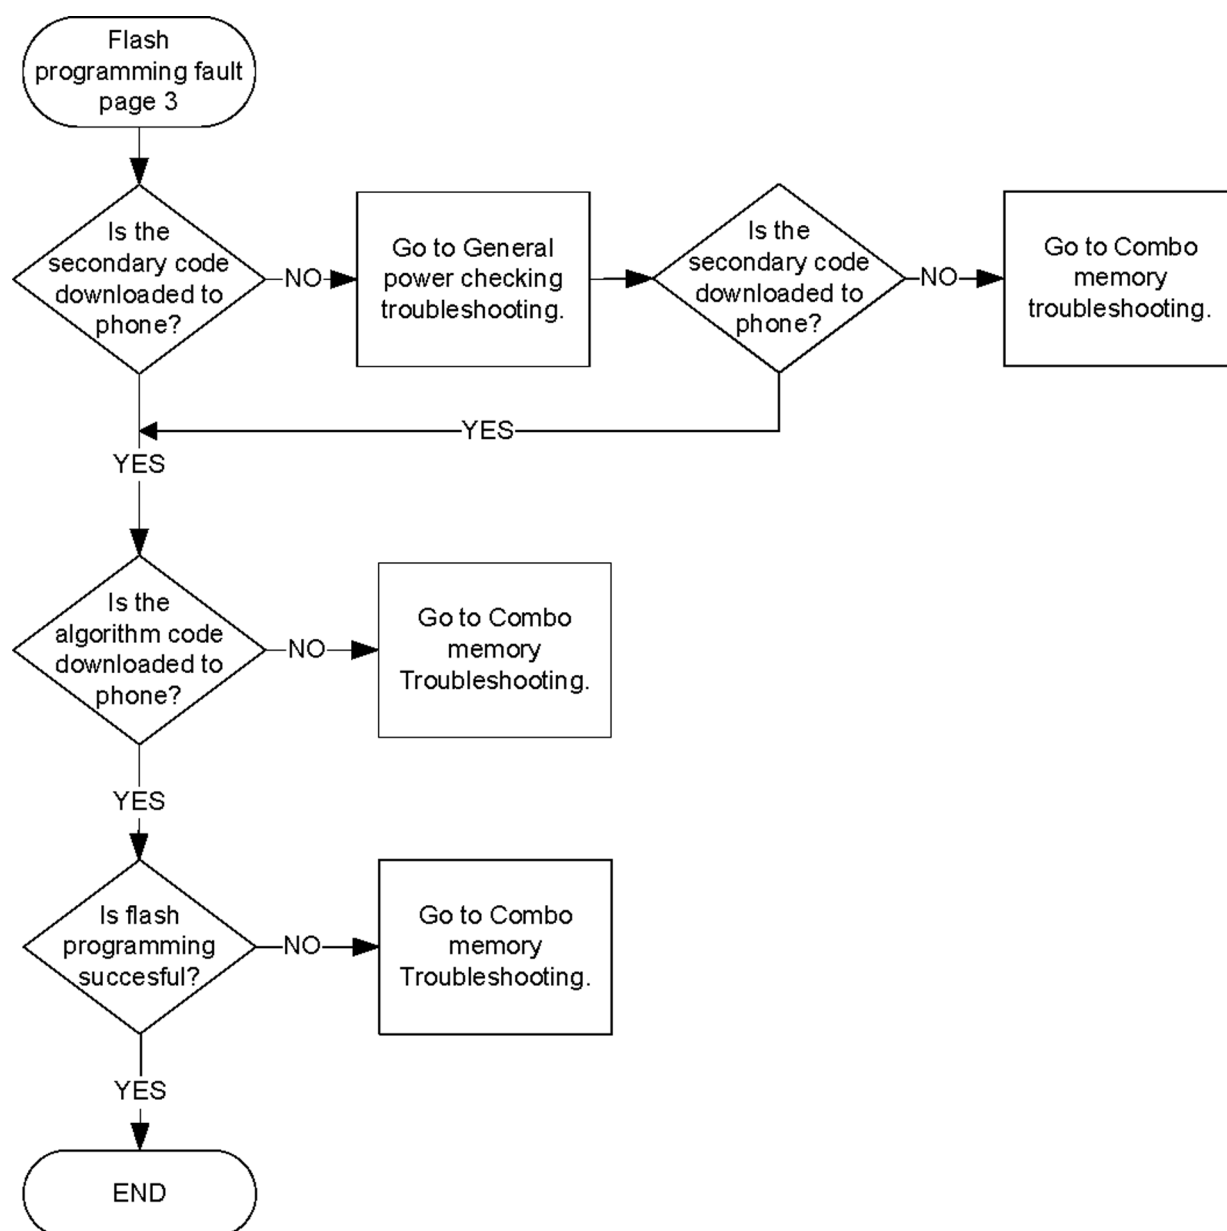 Flash
programming fault
page 3
Is the
secondary code
downloaded to
phone?
NO
Go to General
power checking
troubleshooting.
Is the
secondary code
downloaded to
phone?
NO
Go to Combo
memory
troubleshooting.
YES
YES
Is the
algorithm code
downloaded to
phone?
NO
Go to Combo
memory
Troubleshooting.
YES
Is flash
programming
succesful?
NO
Go to Combo
memory
Troubleshooting.
YES
END